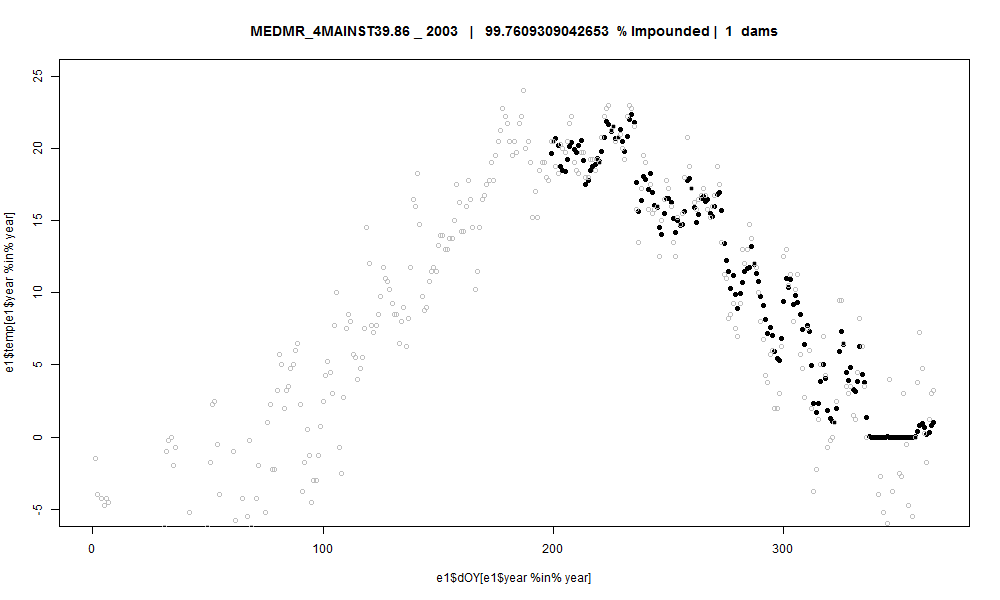 MEDMR_4MAINST39.86 _ 2003 | 99.7609309042653 % Impounded | 1 dams
e1$temp[e1$year %in% year]
25
20
15
10
5
0
-5
0 100 200 300
e1$dOY[e1$year %in% year]